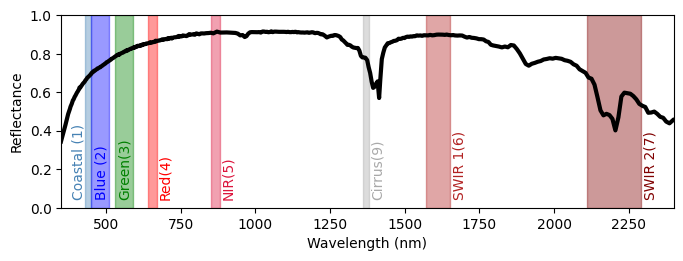 1.0
0.8
0.6
0.4
0.2
0.0
Reflectance
Coastal (1)
Blue (2)
Green(3)
Red(4)
NIR(5)
Cirrus(9)
SWIR 1(6)
SWIR 2(7)
500 750 1000 1250 1500 1750 2000 2250
Wavelength (nm)